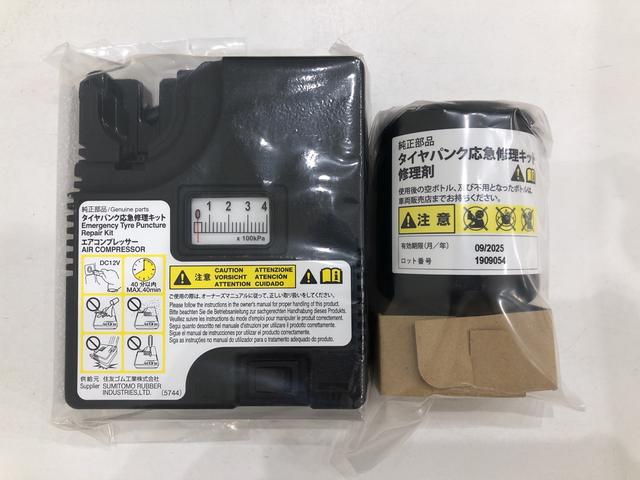 純正部品/Genuine parts
タイヤパンク応急修理キット
Emergency Tyre Puncture
Repair Kit
エアコンプレッサー
AIR COMPRESSOR
DC12V
40分以内
MAX.40min
供給元 住友ゴム工業株式会社
Supplier SUMITOMO RUBBER
INDUSTRIES,LTD. (5744)
0 1 2 3 4
x 100kPa
注意
CAUTION ATTENZIONE
VORSICHT ATENCIÓN
ATTENTION CUIDADO
ご使用の際は、オーナーズマニュアルに従って、正しい取り扱いをしてください。
Please follow the instructions in the owner's manual for proper handling of this product.
Bitte beachten Sie die Betriebsanleitung zur sachgerechten Handhabung dieses Produkts.
Veuillez suivre les instructions du mode d'emploi pour manipuler le produit correctement.
Segui quanto descritto nel manuale d'istruzioni per utilizzare il prodotto correttamente.
Sigue el manual de instrucciones para utilizar el producto correctamente.
Siga as instruções no manual do utilizador para o tratamento adequado do produto.
純正部品
タイヤパンク応急修理キット
修理剤
使用後の空ボトル、及び不用となったボトルは、
車両販売店までお持ちください。
注意
有効期限(月/年) 09/2025
ロット番号 1909054